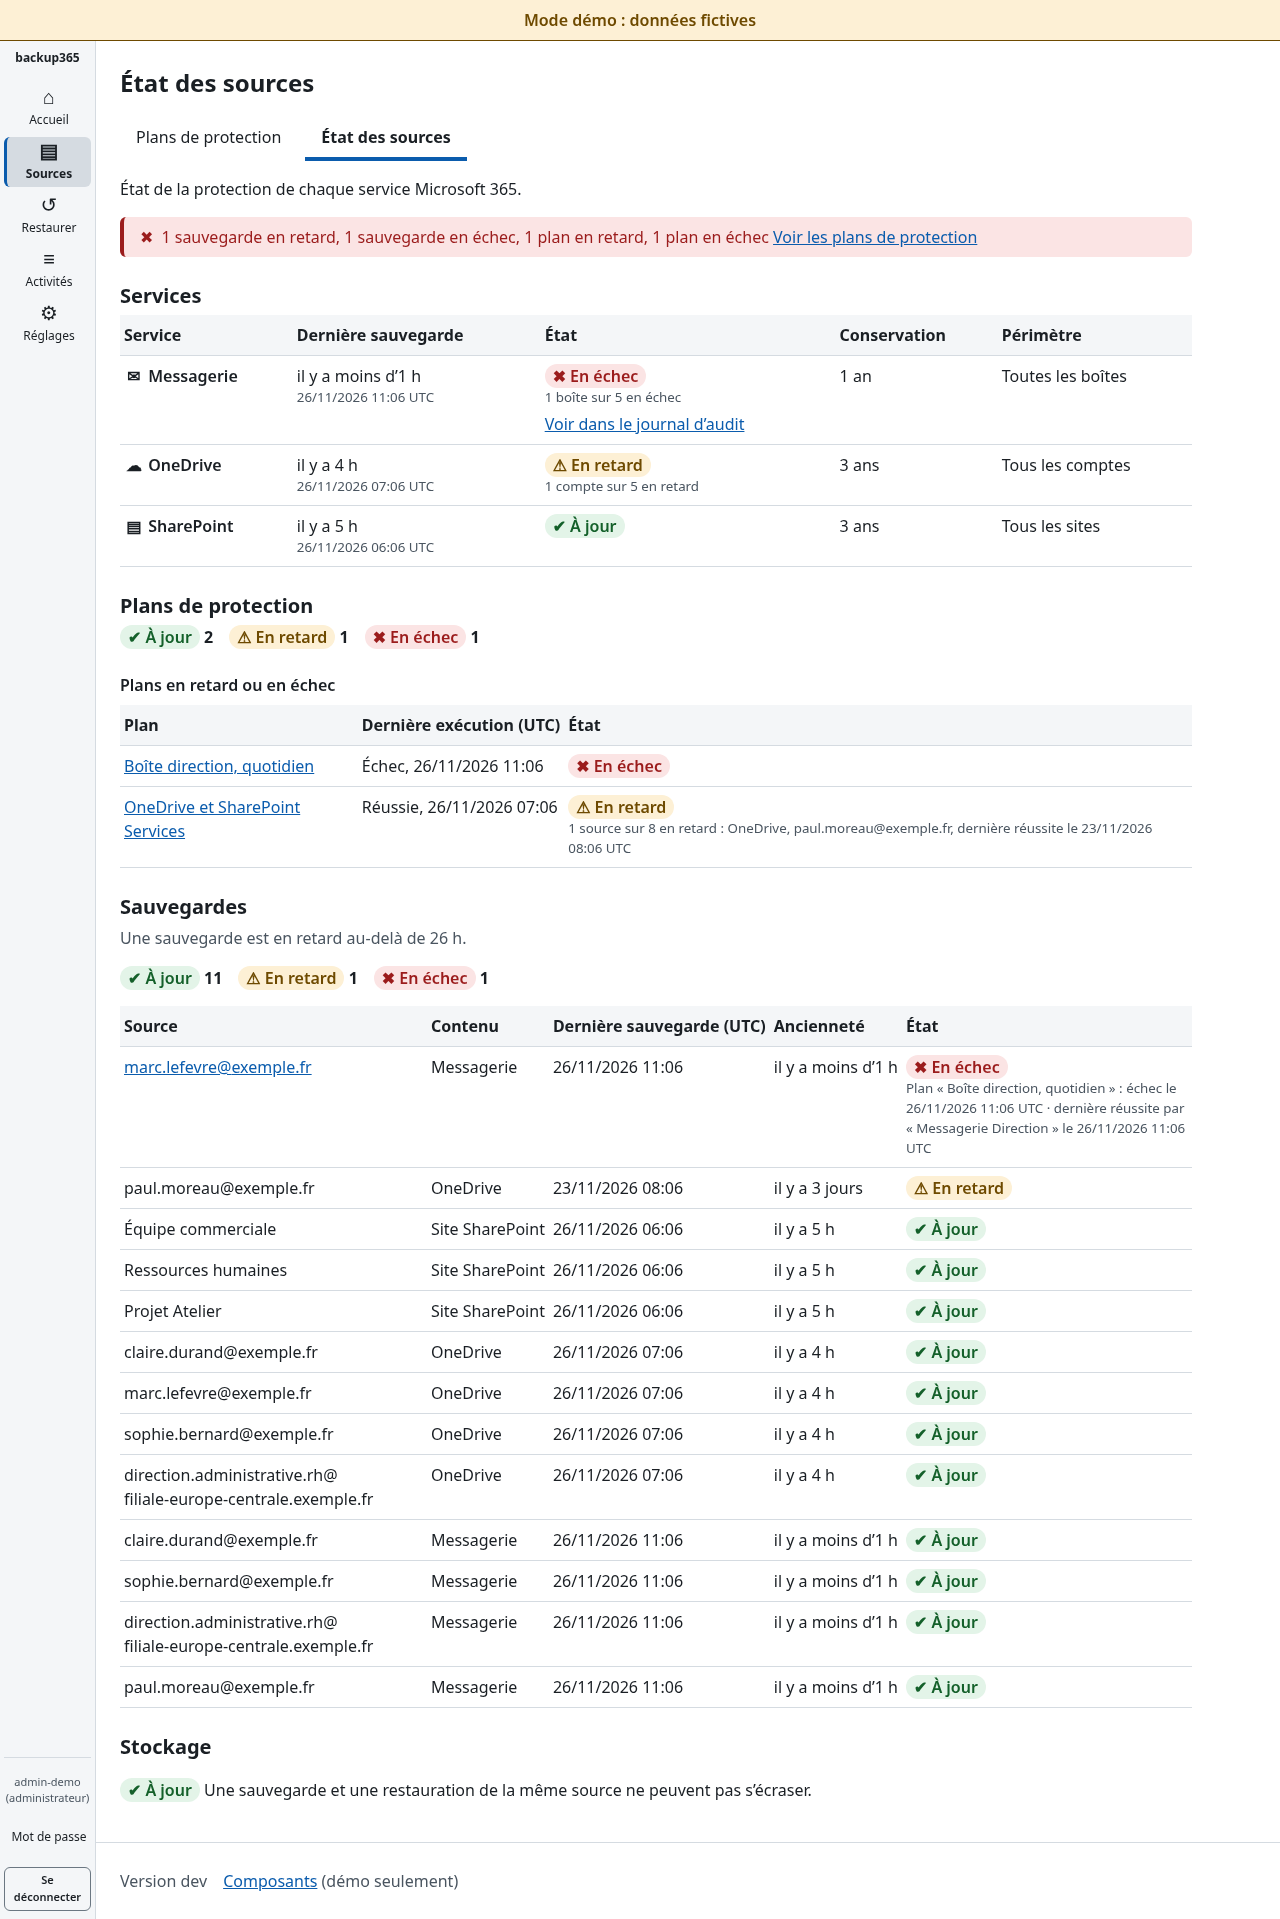 Mode démo : données fictives
backup365
Accueil
Sources
Restaurer
Activités
Réglages
admin-demo
(administrateur)
Mot de passe
Se
déconnecter
État des sources
Plans de protection État des sources
État de la protection de chaque service Microsoft 365.
✖ 1 sauvegarde en retard, 1 sauvegarde en échec, 1 plan en retard, 1 plan en échec Voir les plans de protection
Services
Service Dernière sauvegarde État Conservation Périmètre
✉ Messagerie il y a moins d’1 h ✖ En échec 1 an Toutes les boîtes
26/11/2026 11:06 UTC 1 boîte sur 5 en échec
Voir dans le journal d’audit
☁ OneDrive il y a 4 h ⚠ En retard 3 ans Tous les comptes
26/11/2026 07:06 UTC 1 compte sur 5 en retard
▤ SharePoint il y a 5 h ✔ À jour 3 ans Tous les sites
26/11/2026 06:06 UTC
Plans de protection
✔ À jour 2 ⚠ En retard 1 ✖ En échec 1
Plans en retard ou en échec
Plan Dernière exécution (UTC) État
Boîte direction, quotidien Échec, 26/11/2026 11:06 ✖ En échec
OneDrive et SharePoint Réussie, 26/11/2026 07:06 ⚠ En retard
Services 1 source sur 8 en retard : OneDrive, paul.moreau@exemple.fr, dernière réussite le 23/11/2026
08:06 UTC
Sauvegardes
Une sauvegarde est en retard au-delà de 26 h.
✔ À jour 11 ⚠ En retard 1 ✖ En échec 1
Source Contenu Dernière sauvegarde (UTC) Ancienneté État
marc.lefevre@exemple.fr Messagerie 26/11/2026 11:06 il y a moins d’1 h ✖ En échec
Plan « Boîte direction, quotidien » : échec le
26/11/2026 11:06 UTC · dernière réussite par
« Messagerie Direction » le 26/11/2026 11:06
UTC
paul.moreau@exemple.fr OneDrive 23/11/2026 08:06 il y a 3 jours ⚠ En retard
Équipe commerciale Site SharePoint 26/11/2026 06:06 il y a 5 h ✔ À jour
Ressources humaines Site SharePoint 26/11/2026 06:06 il y a 5 h ✔ À jour
Projet Atelier Site SharePoint 26/11/2026 06:06 il y a 5 h ✔ À jour
claire.durand@exemple.fr OneDrive 26/11/2026 07:06 il y a 4 h ✔ À jour
marc.lefevre@exemple.fr OneDrive 26/11/2026 07:06 il y a 4 h ✔ À jour
sophie.bernard@exemple.fr OneDrive 26/11/2026 07:06 il y a 4 h ✔ À jour
direction.administrative.rh@ OneDrive 26/11/2026 07:06 il y a 4 h ✔ À jour
filiale-europe-centrale.exemple.fr
claire.durand@exemple.fr Messagerie 26/11/2026 11:06 il y a moins d’1 h ✔ À jour
sophie.bernard@exemple.fr Messagerie 26/11/2026 11:06 il y a moins d’1 h ✔ À jour
direction.administrative.rh@ Messagerie 26/11/2026 11:06 il y a moins d’1 h ✔ À jour
filiale-europe-centrale.exemple.fr
paul.moreau@exemple.fr Messagerie 26/11/2026 11:06 il y a moins d’1 h ✔ À jour
Stockage
✔ À jour Une sauvegarde et une restauration de la même source ne peuvent pas s’écraser.
Version dev Composants (démo seulement)